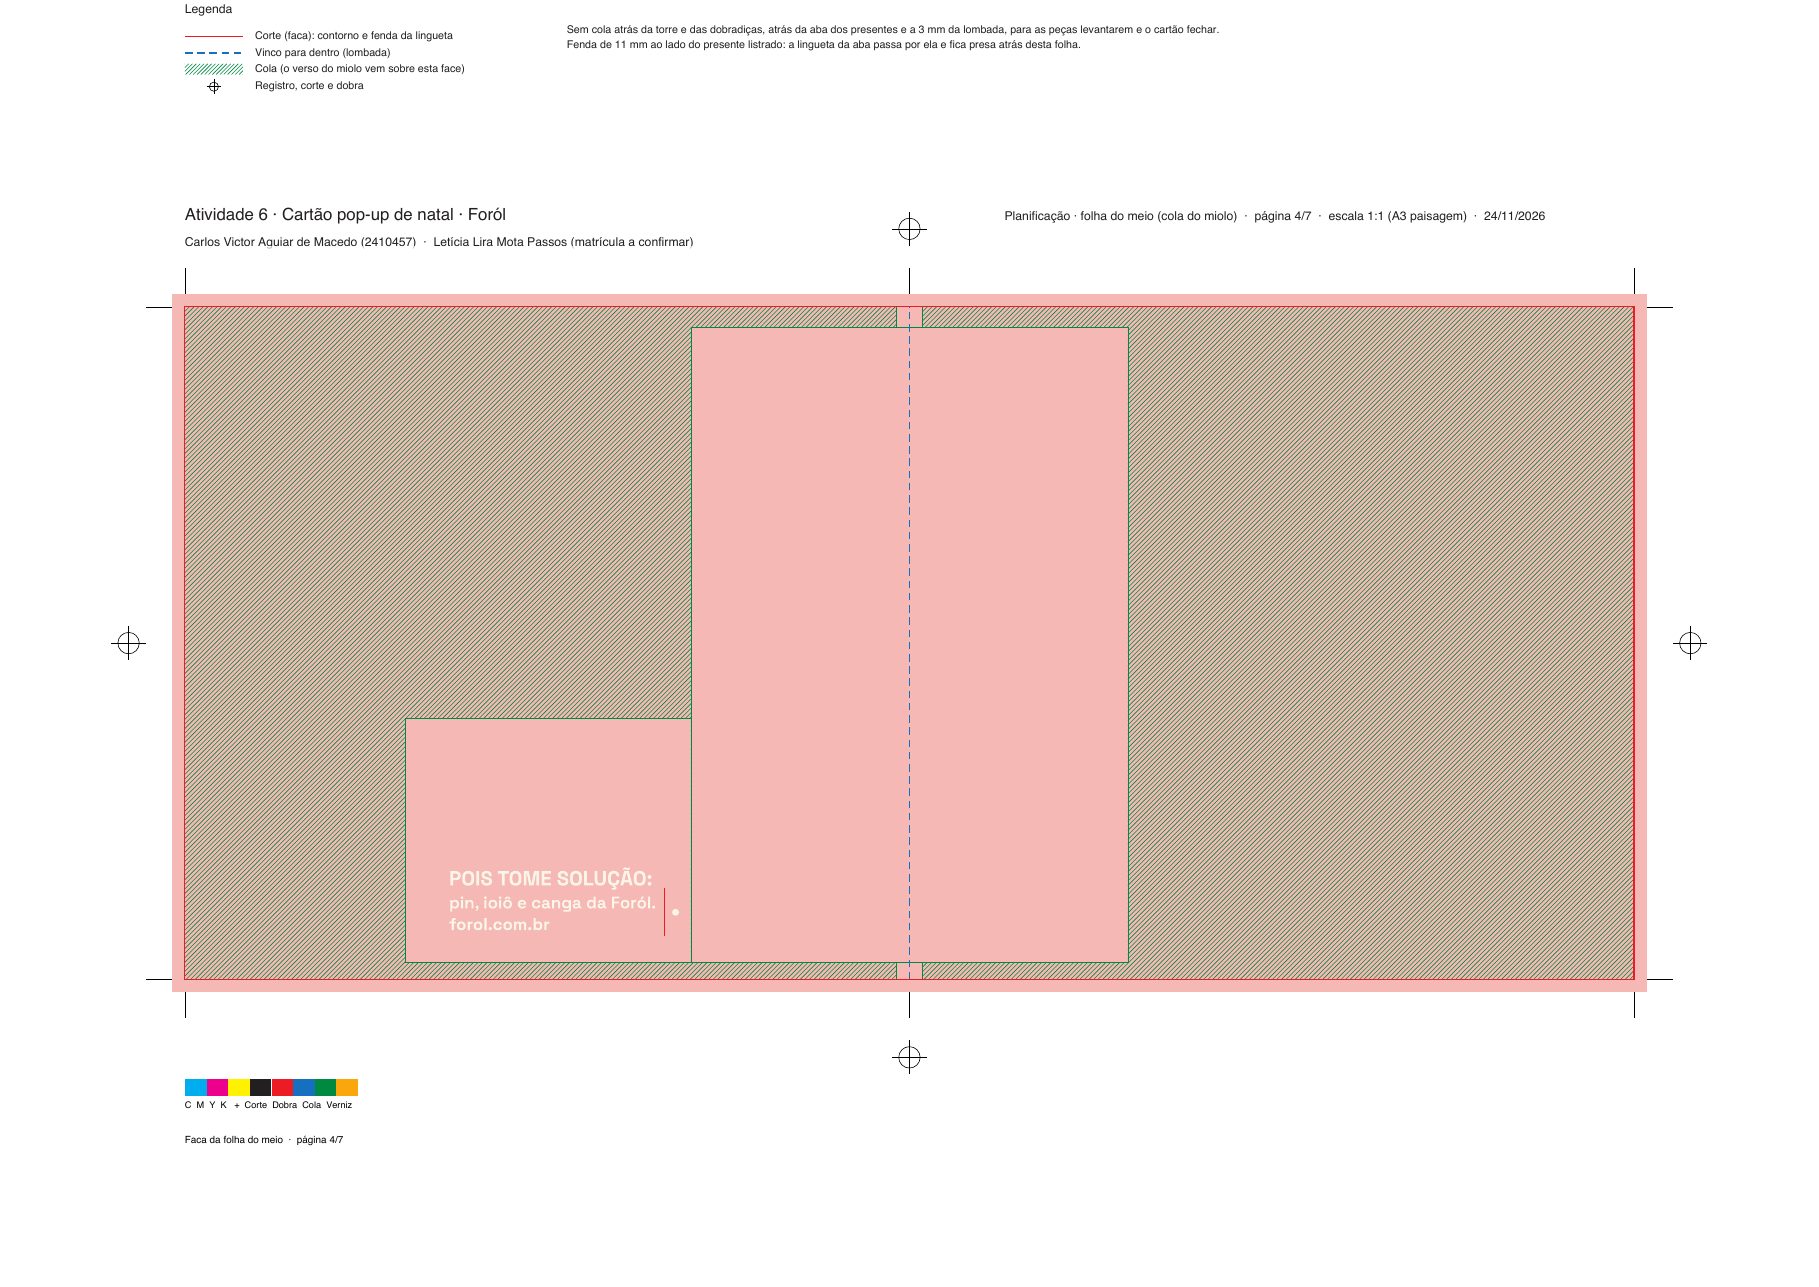 Legenda
Corte (faca): contorno e fenda da lingueta
Vinco para dentro (lombada)
Cola (o verso do miolo vem sobre esta face)
Registro, corte e dobra
Sem cola atrás da torre e das dobradiças, atrás da aba dos presentes e a 3 mm da lombada, para as peças levantarem e o cartão fechar.
Fenda de 11 mm ao lado do presente listrado: a lingueta da aba passa por ela e fica presa atrás desta folha.
Atividade 6 · Cartão pop-up de natal · Foról
Planificação · folha do meio (cola do miolo) · página 4/7 · escala 1:1 (A3 paisagem) · 24/11/2026
Carlos Victor Aguiar de Macedo (2410457) · Letícia Lira Mota Passos (matrícula a confirmar)
POIS TOME SOLUÇÃO:
pin, ioiô e canga da Foról.
forol.com.br
C M Y K + Corte Dobra Cola Verniz
Faca da folha do meio · página 4/7